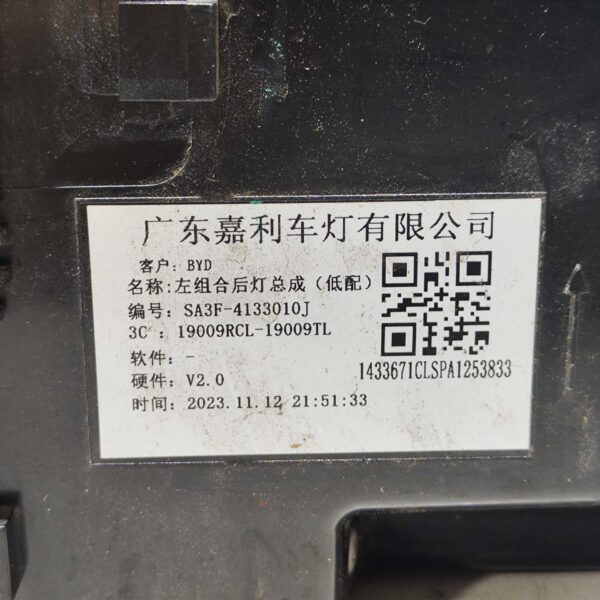 广东嘉利车灯有限公司
客户：BYD
名称:左组合后灯总成（低配）
编号：SA3F-4133010J
3C：19009RCL-19009TL
软件：-
硬件：V2.0
时间：2023.11.12 21:51:33
1433671CLSPA1253833